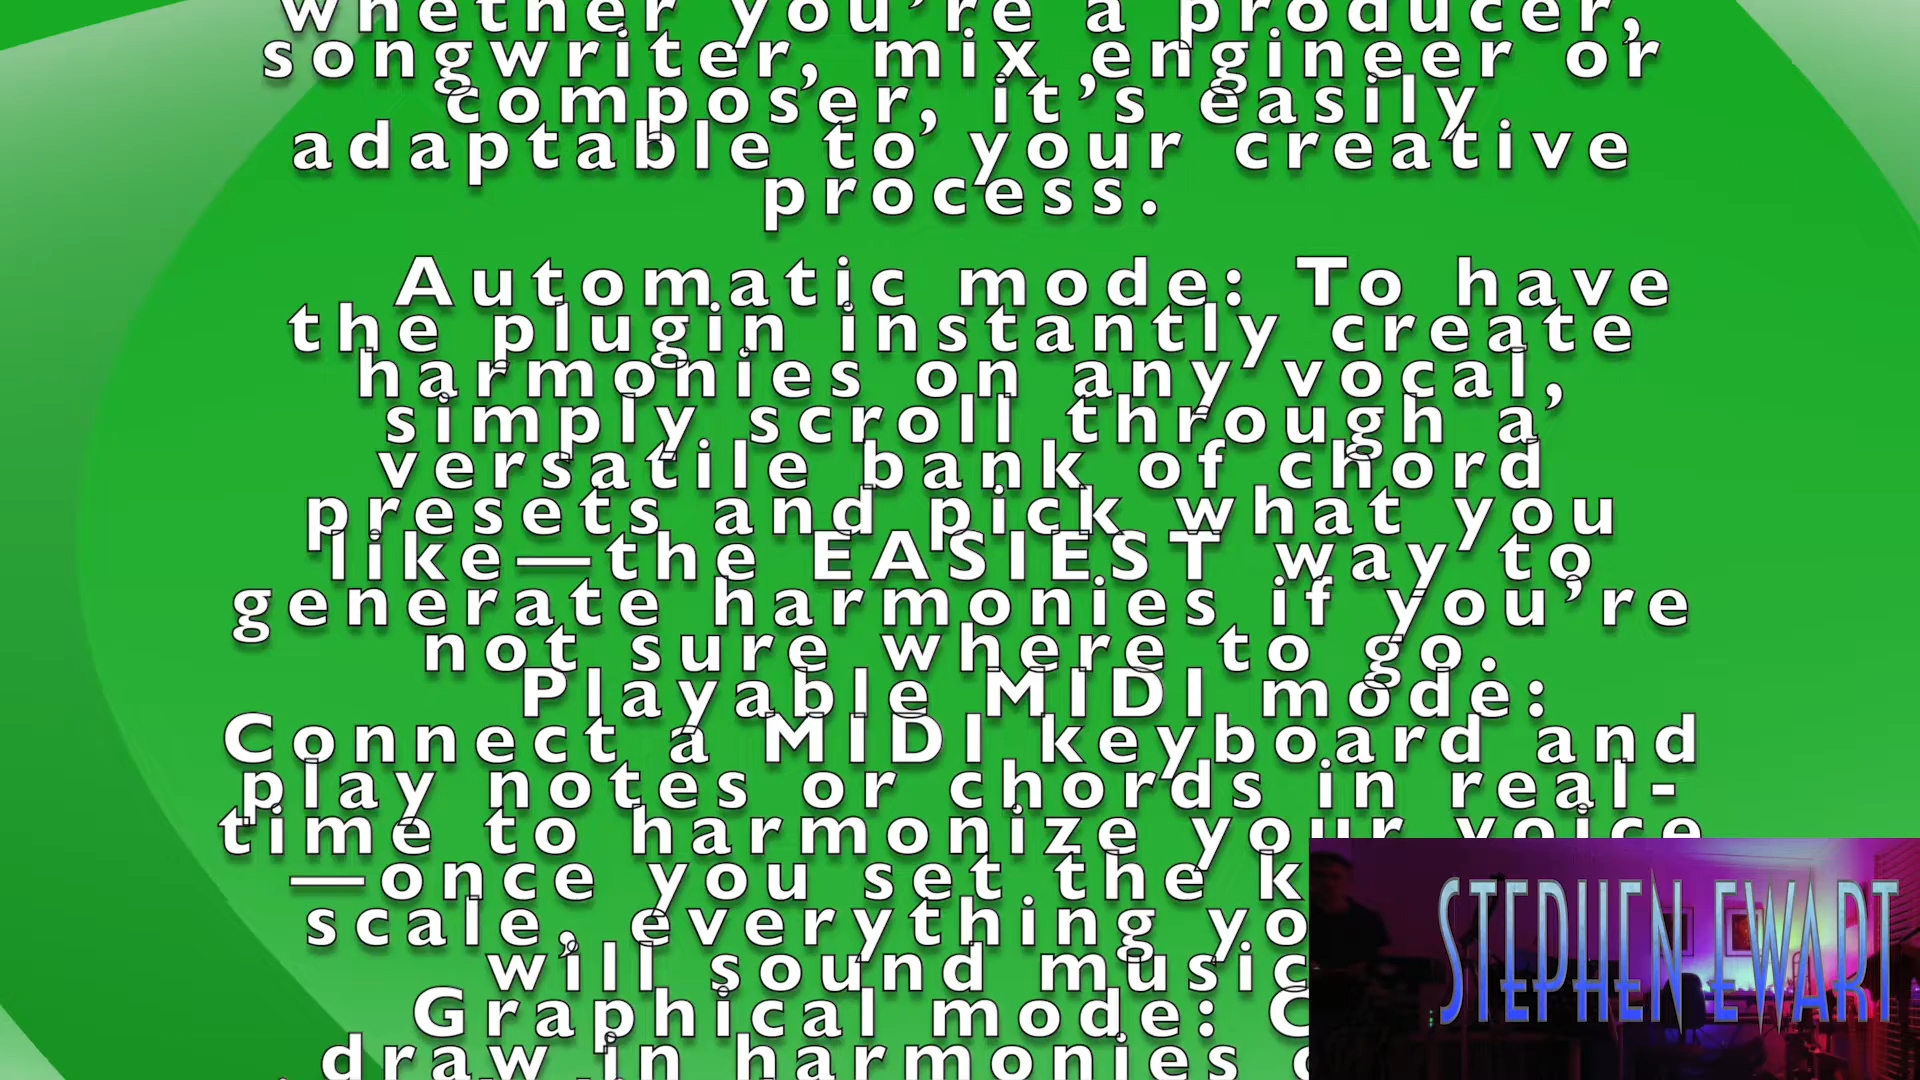 whether you’re a producer,
songwriter, mix engineer or
composer, it’s easily
adaptable to your creative
process.
Automatic mode: To have
the plugin instantly create
harmonies on any vocal,
simply scroll through a
versatile bank of chord
presets and pick what you
like—the EASIEST way to
generate harmonies if you’re
not sure where to go.
Playable MIDI mode:
Connect a MIDI keyboard and
play notes or chords in real-
time to harmonize your voice
—once you set the
scale, everything
will sound
Graphical mode:
draw in harmonies
STEPHEN EWART